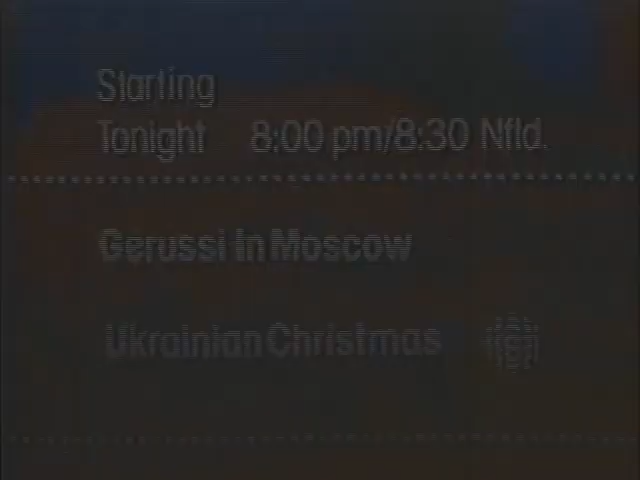 Starting
Tonight 8:00 pm/8:30 Nfld.
Gerussi In Moscow
Ukrainian Christmas